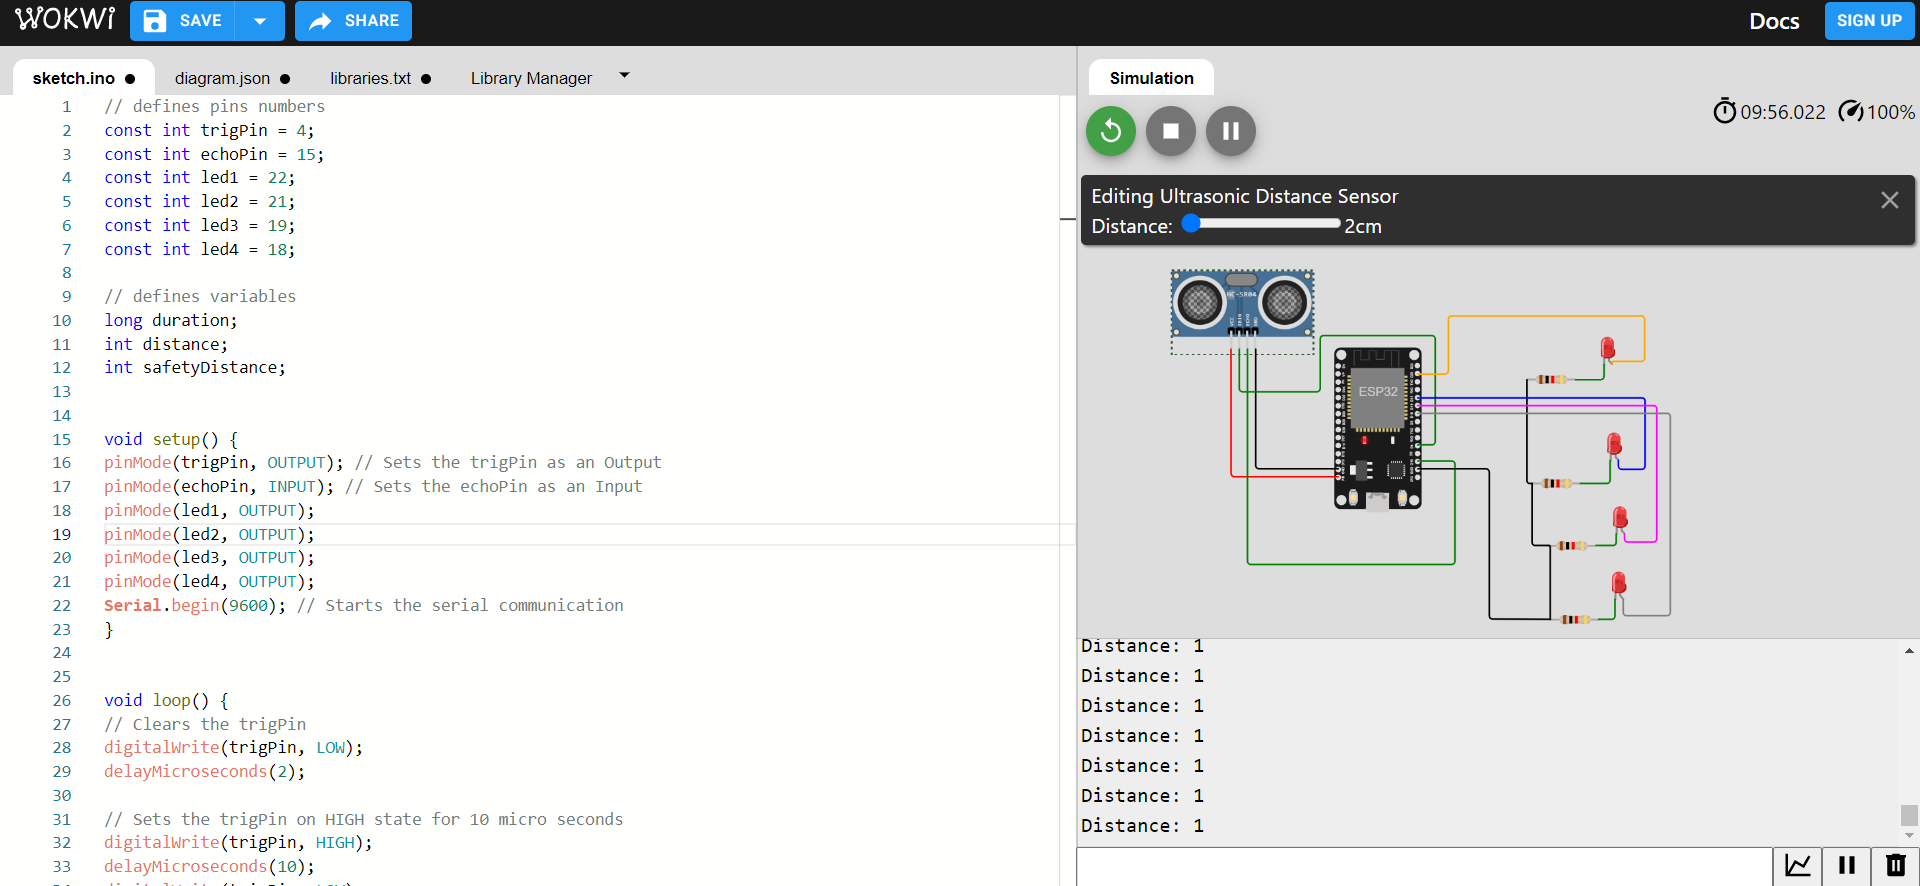 WOKWi SAVE SHARE Docs SIGN UP
sketch.ino diagram.json libraries.txt Library Manager
1 // defines pins numbers
2 const int trigPin = 4;
3 const int echoPin = 15;
4 const int led1 = 22;
5 const int led2 = 21;
6 const int led3 = 19;
7 const int led4 = 18;
8
9 // defines variables
10 long duration;
11 int distance;
12 int safetyDistance;
13
14
15 void setup() {
16 pinMode(trigPin, OUTPUT); // Sets the trigPin as an Output
17 pinMode(echoPin, INPUT); // Sets the echoPin as an Input
18 pinMode(led1, OUTPUT);
19 pinMode(led2, OUTPUT);
20 pinMode(led3, OUTPUT);
21 pinMode(led4, OUTPUT);
22 Serial.begin(9600); // Starts the serial communication
23 }
24
25
26 void loop() {
27 // Clears the trigPin
28 digitalWrite(trigPin, LOW);
29 delayMicroseconds(2);
30
31 // Sets the trigPin on HIGH state for 10 micro seconds
32 digitalWrite(trigPin, HIGH);
33 delayMicroseconds(10);
Simulation
09:56.022 100%
Editing Ultrasonic Distance Sensor
Distance: 2cm
HC-SR04
ESP32
Distance: 1
Distance: 1
Distance: 1
Distance: 1
Distance: 1
Distance: 1
Distance: 1